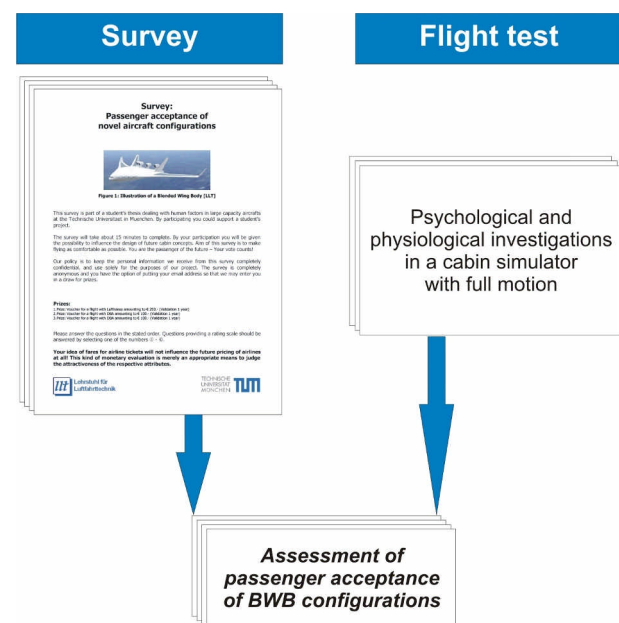 Survey
Flight test
Survey:
Passenger acceptance of
novel aircraft configurations
Figure 1: Illustration of a Blended Wing Body [LLT]
This survey is part of a student's thesis dealing with human factors in large capacity aircrafts
at the Technische Universitaet in Muenchen. By participating you could support a student's
project.
The survey will take about 15 minutes to complete. By your participation you will be given
the possibility to influence the design of future cabin concepts. Aim of this survey is to make
flying as comfortable as possible. You are the passenger of the future – Your vote counts!
Our policy is to keep the personal information we receive from this survey completely
confidential, and use solely for the purposes of our project. The survey is completely
anonymous and you have the option of putting your email address so that we may enter you
in a draw for prizes.
Prizes:
Please answer the questions in the stated order. Questions providing a rating scale should be
answered by selecting one of the numbers
Your idea of fares for airline tickets will not influence the future pricing of airlines
at all! This kind of monetary evaluation is merely an appropriate means to judge
the attractiveness of the respective attributes.
Lehrstuhl für
Luftfahrttechnik
TECHNISCHE
UNIVERSITÄT
MÜNCHEN
TUM
Psychological and
physiological investigations
in a cabin simulator
with full motion
Assessment of
passenger acceptance
of BWB configurations